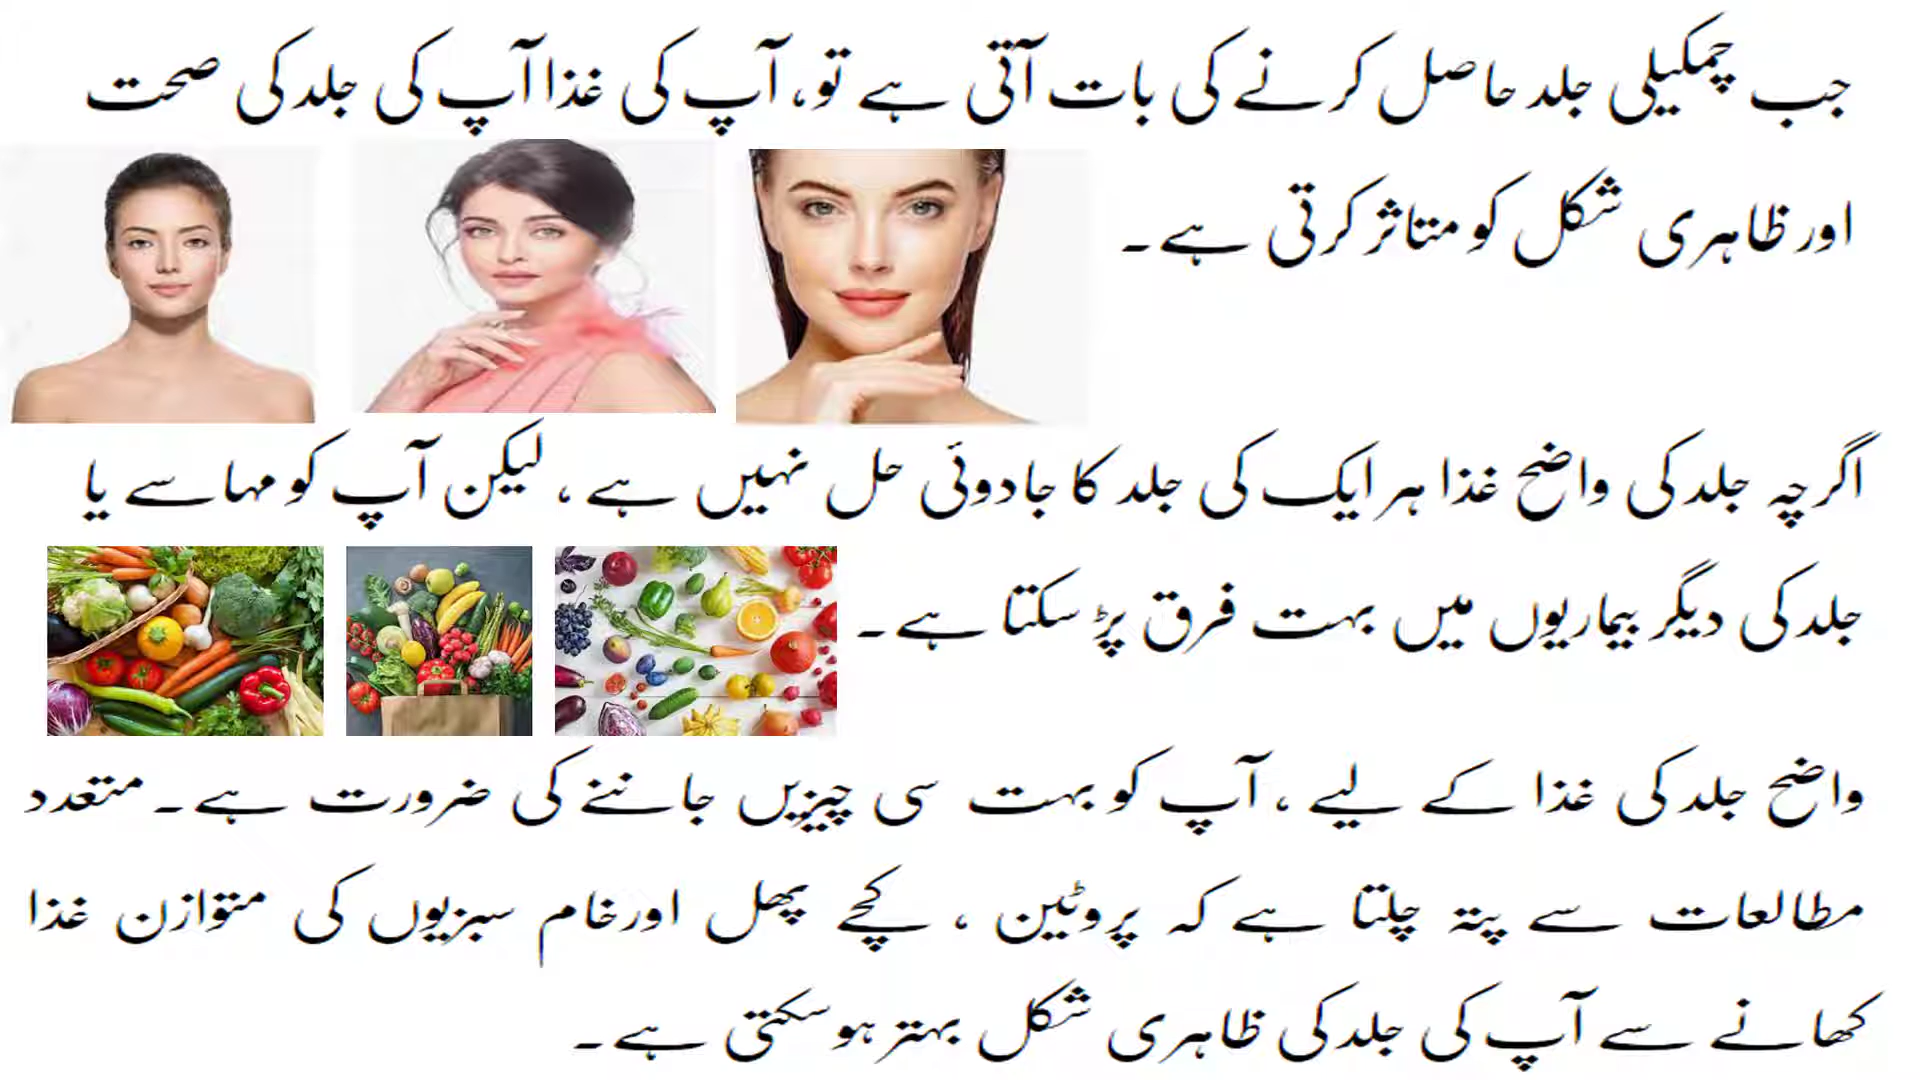 جب چمکیلی جلد حاصل کرنے کی بات آتی ہے تو، آپ کی غذا آپ کی جلد کی صحت
اور ظاہری شکل کو متاثر کرتی ہے۔
اگرچہ جلد کی واضح غذا ہر ایک کی جلد کا جادوئی حل نہیں ہے ، لیکن آپ کو مہاسے یا
جلد کی دیگر بیماریوں میں بہت فرق پڑ سکتا ہے۔
واضح جلد کی غذا کے لیے ، آپ کو بہت سی چیزیں جاننے کی ضرورت ہے۔ متعدد
مطالعات سے پتہ چلتا ہے کہ پروٹین ، کچے پھل اور خام سبزیوں کی متوازن غذا
کھانے سے آپ کی جلد کی ظاہری شکل بہتر ہو سکتی ہے۔